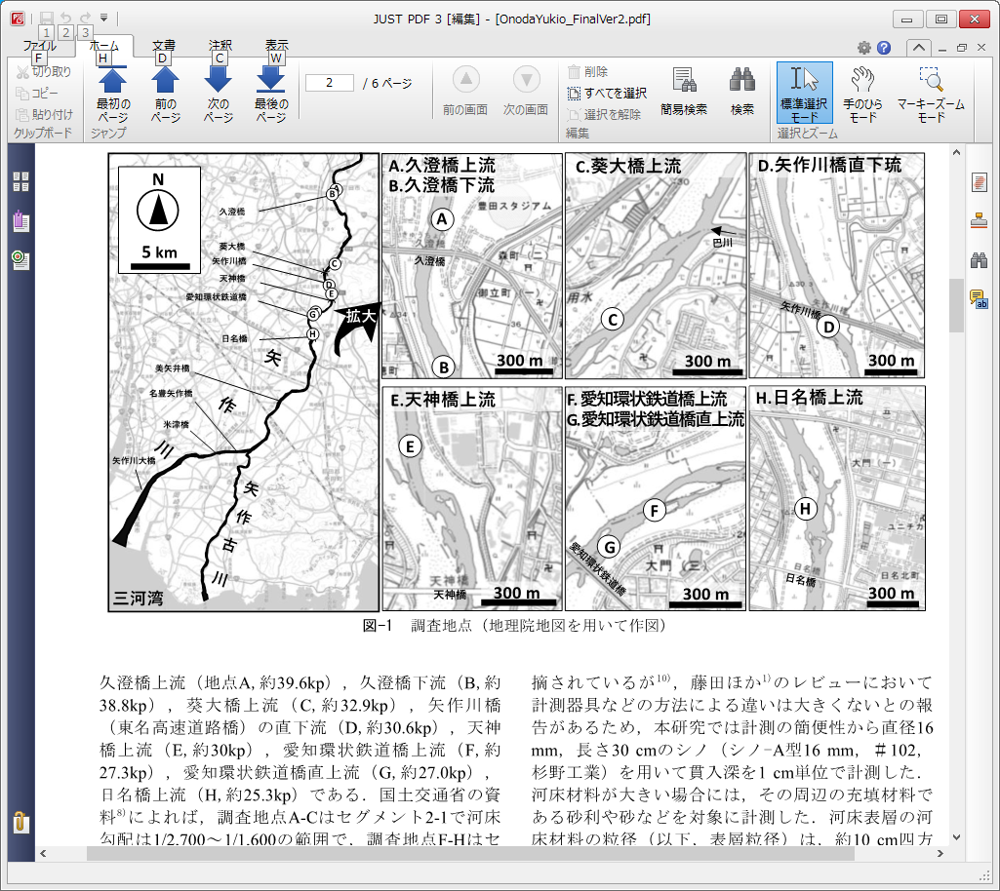 JUST PDF 3 [編集] - [OnodaYukio_FinalVer2.pdf]
1 2 3
ファイル ホーム 文書 注釈 表示
F H D C W
切り取り
コピー
貼り付け
クリップボード
最初の
ページ
前の
ページ
次の
ページ
最後の
ページ
ジャンプ
2 / 6 ページ
前の画面 次の画面
削除
すべてを選択
選択を解除
編集
簡易検索
検索
標準選択
モード
手のひら
モード
マーキーズーム
モード
選択とズーム
N
5 km
久澄橋
葵大橋
矢作川橋
天神橋
愛知環状鉄道橋
日名橋
美矢井橋
名豊矢作橋
米津橋
矢作川大橋
A
B
C
D
E
G
H
拡大
矢
作
川
矢
作
古
川
三河湾
A.久澄橋上流
B.久澄橋下流
豊田スタジアム
A
久澄橋
森町(二)
御立町(一)
B
300 m
C.葵大橋上流
巴川
用水
C
300 m
D.矢作川橋直下琉
矢作川橋
D
300 m
E.天神橋上流
E
天神橋
天神橋
300 m
F.愛知環状鉄道橋上流
G.愛知環状鉄道橋直上流
F
G
愛知環状鉄道橋
大門(三)
300 m
H.日名橋上流
大門(一)
H
ユニチカ
日名橋
日名橋
日名北町
300 m
図-1 調査地点(地理院地図を用いて作図)
久澄橋上流(地点A, 約39.6kp),久澄橋下流(B, 約
38.8kp),葵大橋上流(C, 約32.9kp),矢作川橋
(東名高速道路橋)の直下流(D, 約30.6kp),天神
橋上流(E, 約30kp),愛知環状鉄道橋上流(F, 約
27.3kp),愛知環状鉄道橋直上流(G, 約27.0kp),
日名橋上流(H, 約25.3kp)である.国土交通省の資
料8)によれば,調査地点A-Cはセグメント2-1で河床
勾配は1/2,700~1/1,600の範囲で,調査地点F-Hはセ
摘されているが10),藤田ほか1)のレビューにおいて
計測器具などの方法による違いは大きくないとの報
告があるため,本研究では計測の簡便性から直径16
mm,長さ30 cmのシノ(シノ-A型16 mm,#102,
杉野工業)を用いて貫入深を1 cm単位で計測した.
河床材料が大きい場合には,その周辺の充填材料で
ある砂利や砂などを対象に計測した.河床表層の河
床材料の粒径(以下,表層粒径)は,約10 cm四方